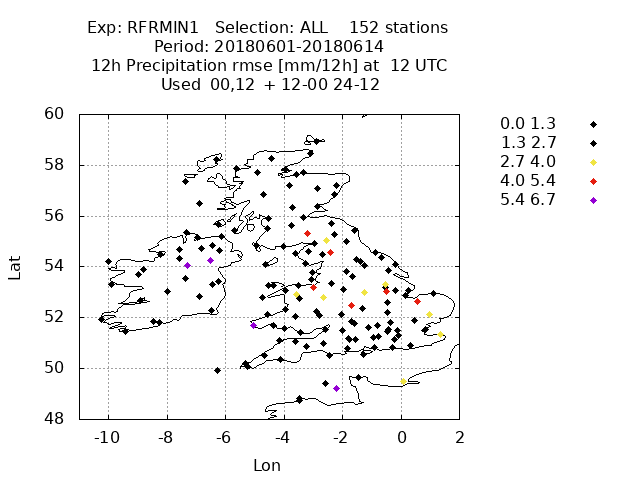 Exp: RFRMIN1 Selection: ALL 152 stations
Period: 20180601-20180614
12h Precipitation rmse [mm/12h] at 12 UTC
Used 00,12 + 12-00 24-12
60
58
56
54
52
50
48
Lat
-10 -8 -6 -4 -2 0 2
Lon
0.0 1.3
1.3 2.7
2.7 4.0
4.0 5.4
5.4 6.7